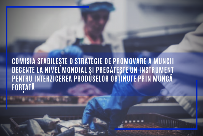 COMISIA STABILEȘTE O STRATEGIE DE PROMOVARE A MUNCII
DECENTE LA NIVEL MONDIAL ȘI PREGĂTEȘTE UN INSTRUMENT
PENTRU INTERZICEREA PRODUSELOR OBȚINUTE PRIN MUNCĂ
FORȚATĂ